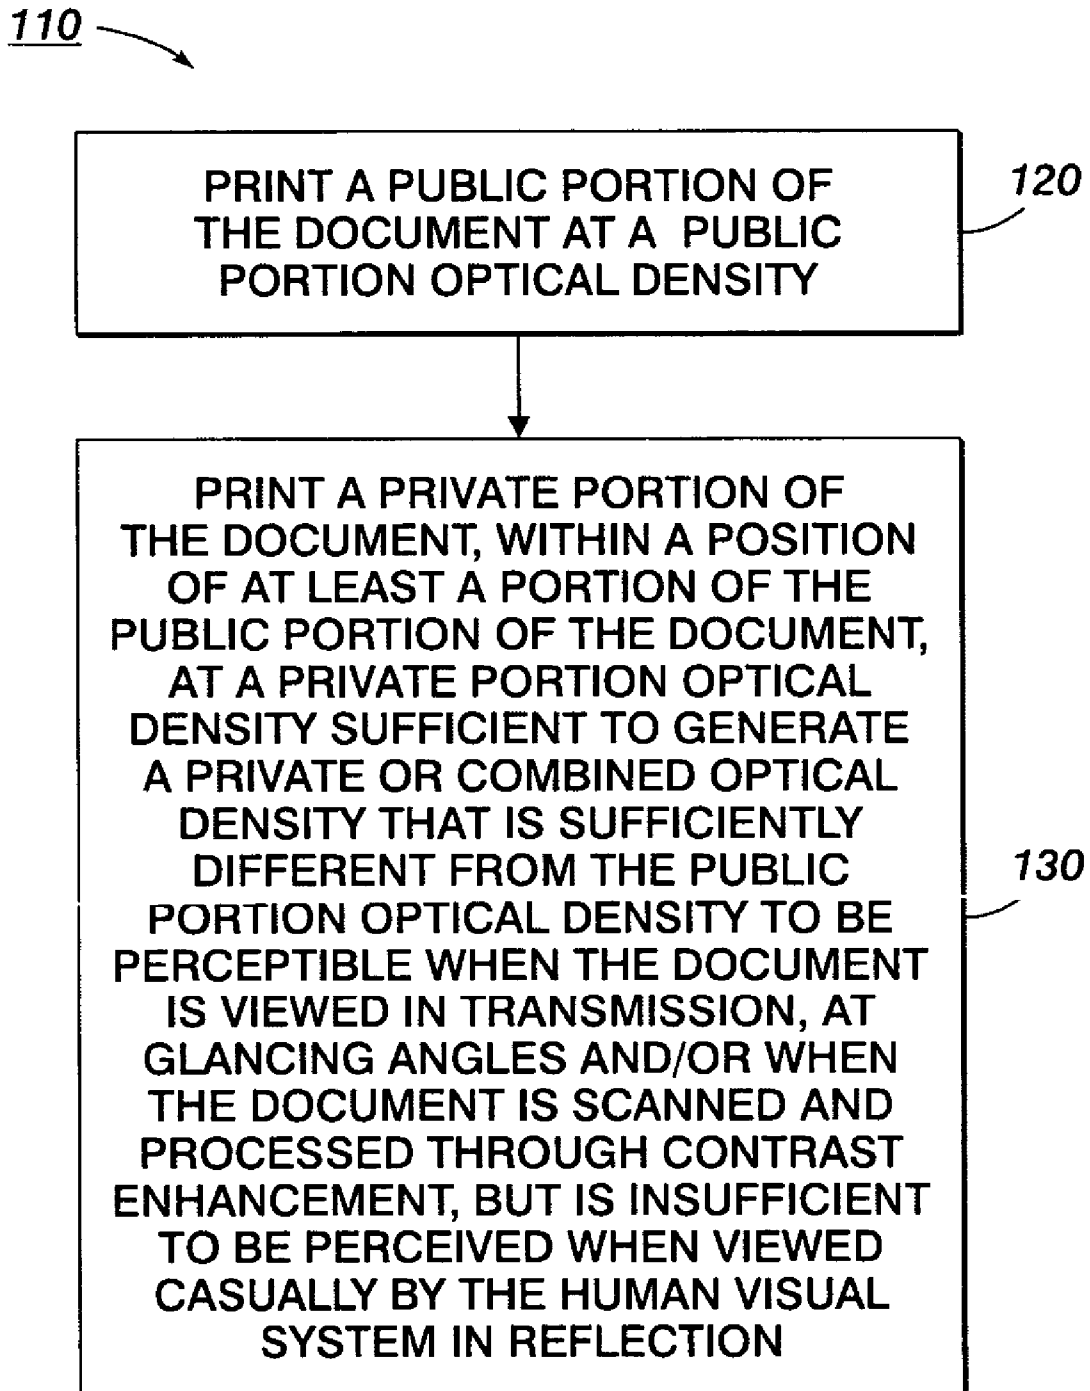 110
PRINT A PUBLIC PORTION OF
THE DOCUMENT AT A PUBLIC
PORTION OPTICAL DENSITY
120
PRINT A PRIVATE PORTION OF
THE DOCUMENT, WITHIN A POSITION
OF AT LEAST A PORTION OF THE
PUBLIC PORTION OF THE DOCUMENT,
AT A PRIVATE PORTION OPTICAL
DENSITY SUFFICIENT TO GENERATE
A PRIVATE OR COMBINED OPTICAL
DENSITY THAT IS SUFFICIENTLY
DIFFERENT FROM THE PUBLIC
PORTION OPTICAL DENSITY TO BE
PERCEPTIBLE WHEN THE DOCUMENT
IS VIEWED IN TRANSMISSION, AT
GLANCING ANGLES AND/OR WHEN
THE DOCUMENT IS SCANNED AND
PROCESSED THROUGH CONTRAST
ENHANCEMENT, BUT IS INSUFFICIENT
TO BE PERCEIVED WHEN VIEWED
CASUALLY BY THE HUMAN VISUAL
SYSTEM IN REFLECTION
130